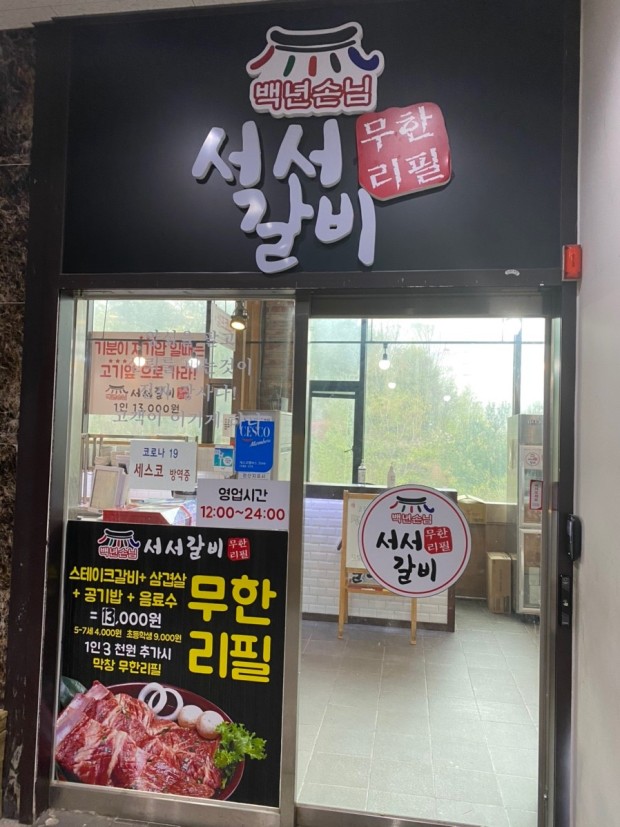 백년손님
서서
갈비
무한
리필
기분이 저기압 일때는
고기앞 으로 가라!
서서갈비
1인 13,000원
CESCO
Members
코로나 19
세스코 방역중
영업시간
12:00~24:00
백년손님
서서갈비
무한
리필
스테이크갈비+ 삼겹살
+ 공기밥 + 음료수
= 13,000원
5-7세 4,000원 초등학생 9,000원
1인 3 천원 추가시
막창 무한리필
무한
리필
백년손님
서서
갈비
무한
리필